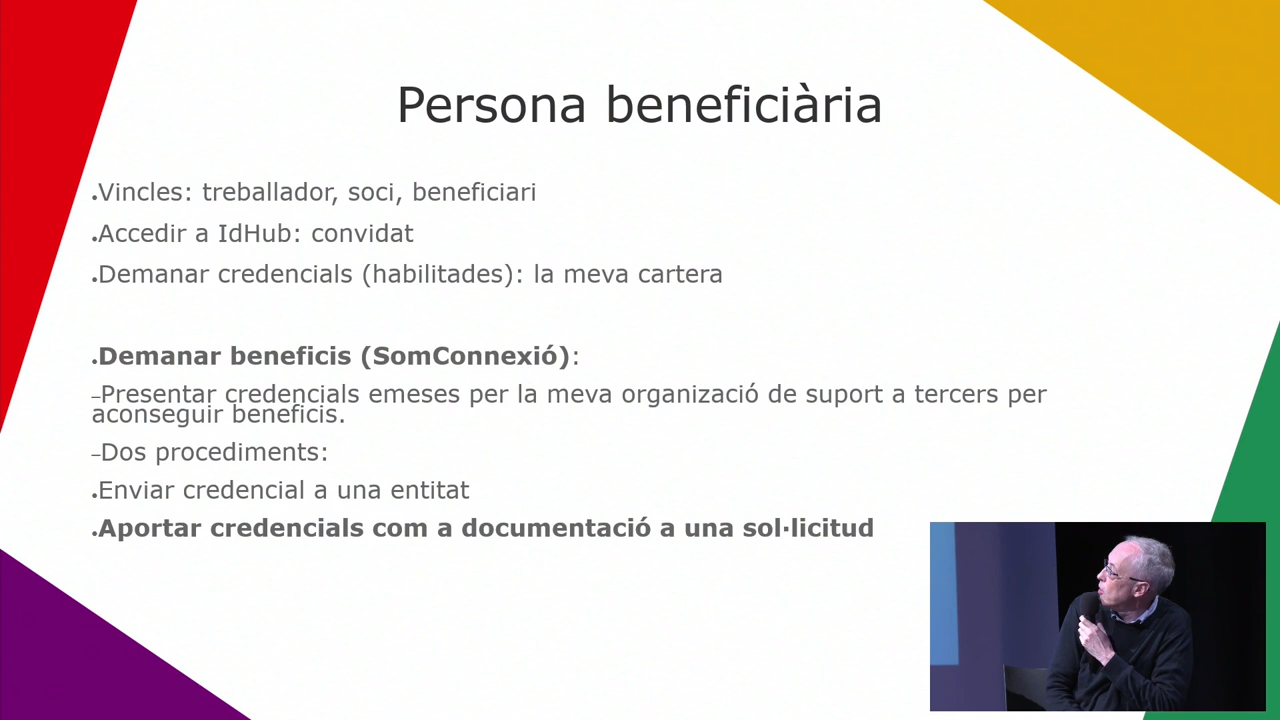 Persona beneficiària
.Vincles: treballador, soci, beneficiari
.Accedir a IdHub: convidat
.Demanar credencials (habilitades): la meva cartera
.Demanar beneficis (SomConnexió):
–Presentar credencials emeses per la meva organizació de suport a tercers per
aconseguir beneficis.
–Dos procediments:
.Enviar credencial a una entitat
.Aportar credencials com a documentació a una sol·licitud